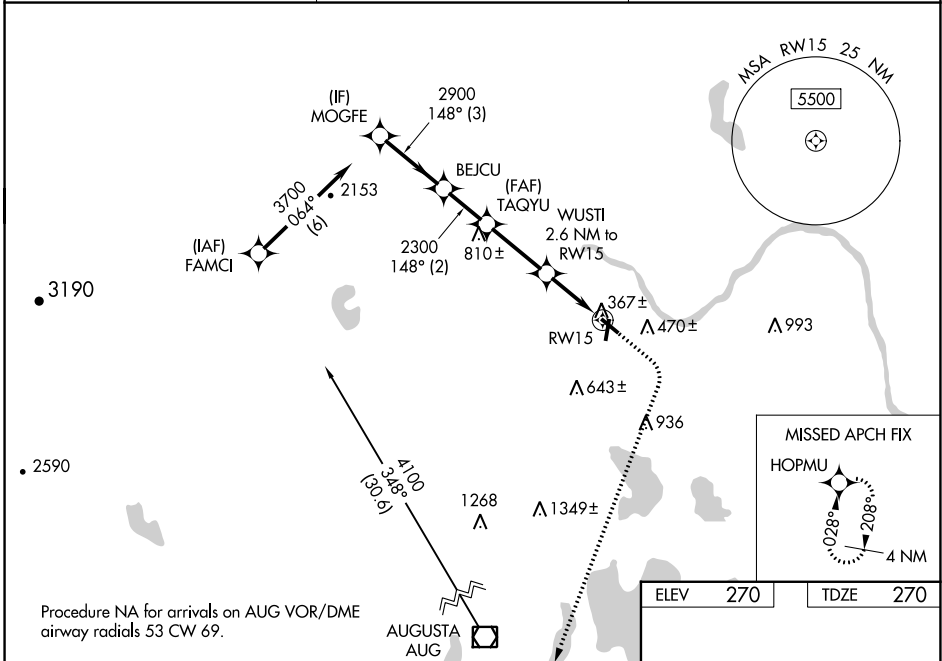 MSA RW15 25 NM
5500
(IF)
MOGFE
2900
148° (3)
BEJCU
(FAF)
TAQYU
2153
3700
064°
(6)
(IAF)
FAMCI
2300
148° (2)
810±
WUSTI
2.6 NM to
RW15
3190
367±
RW15
470±
993
643±
936
2590
4100
348°
(30.6)
1268
1349±
MISSED APCH FIX
HOPMU
028°
208°
4 NM
Procedure NA for arrivals on AUG VOR/DME
airway radials 53 CW 69.
AUGUSTA
AUG
ELEV 270
TDZE 270